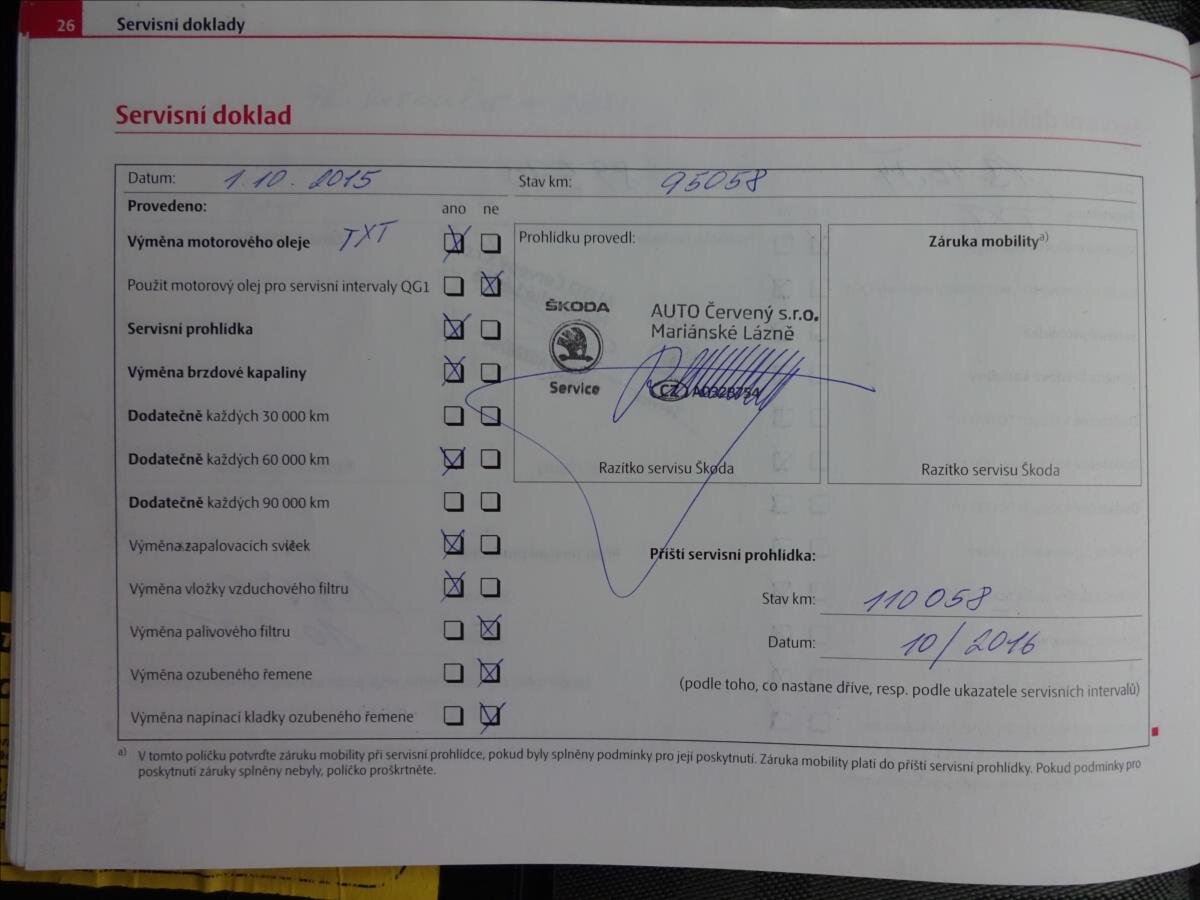 26 Servisní doklady
Servisní doklad
Datum: 1.10. 2015 Stav km: 95058
Provedeno: ano ne
Výměna motorového oleje TXT
Použit motorový olej pro servisní intervaly QG1
Servisní prohlídka
Výměna brzdové kapaliny
Dodatečně každých 30 000 km
Dodatečně každých 60 000 km
Dodatečně každých 90 000 km
Výměna zapalovacích svíček
Výměna vložky vzduchového filtru
Výměna palivového filtru
Výměna ozubeného řemene
Výměna napínací kladky ozubeného řemene
Prohlídku provedl:
ŠKODA
Service
AUTO Červený s.r.o.
Mariánské Lázně
CZ
Razítko servisu Škoda
Záruka mobility a)
Razítko servisu Škoda
Příští servisní prohlídka:
Stav km: 110 058
Datum: 10/2016
(podle toho, co nastane dříve, resp. podle ukazatele servisních intervalů)
a) V tomto políčku potvrďte záruku mobility při servisní prohlídce, pokud byly splněny podmínky pro její poskytnutí. Záruka mobility platí do příští servisní prohlídky. Pokud podmínky pro
poskytnutí záruky splněny nebyly, políčko proškrtněte.